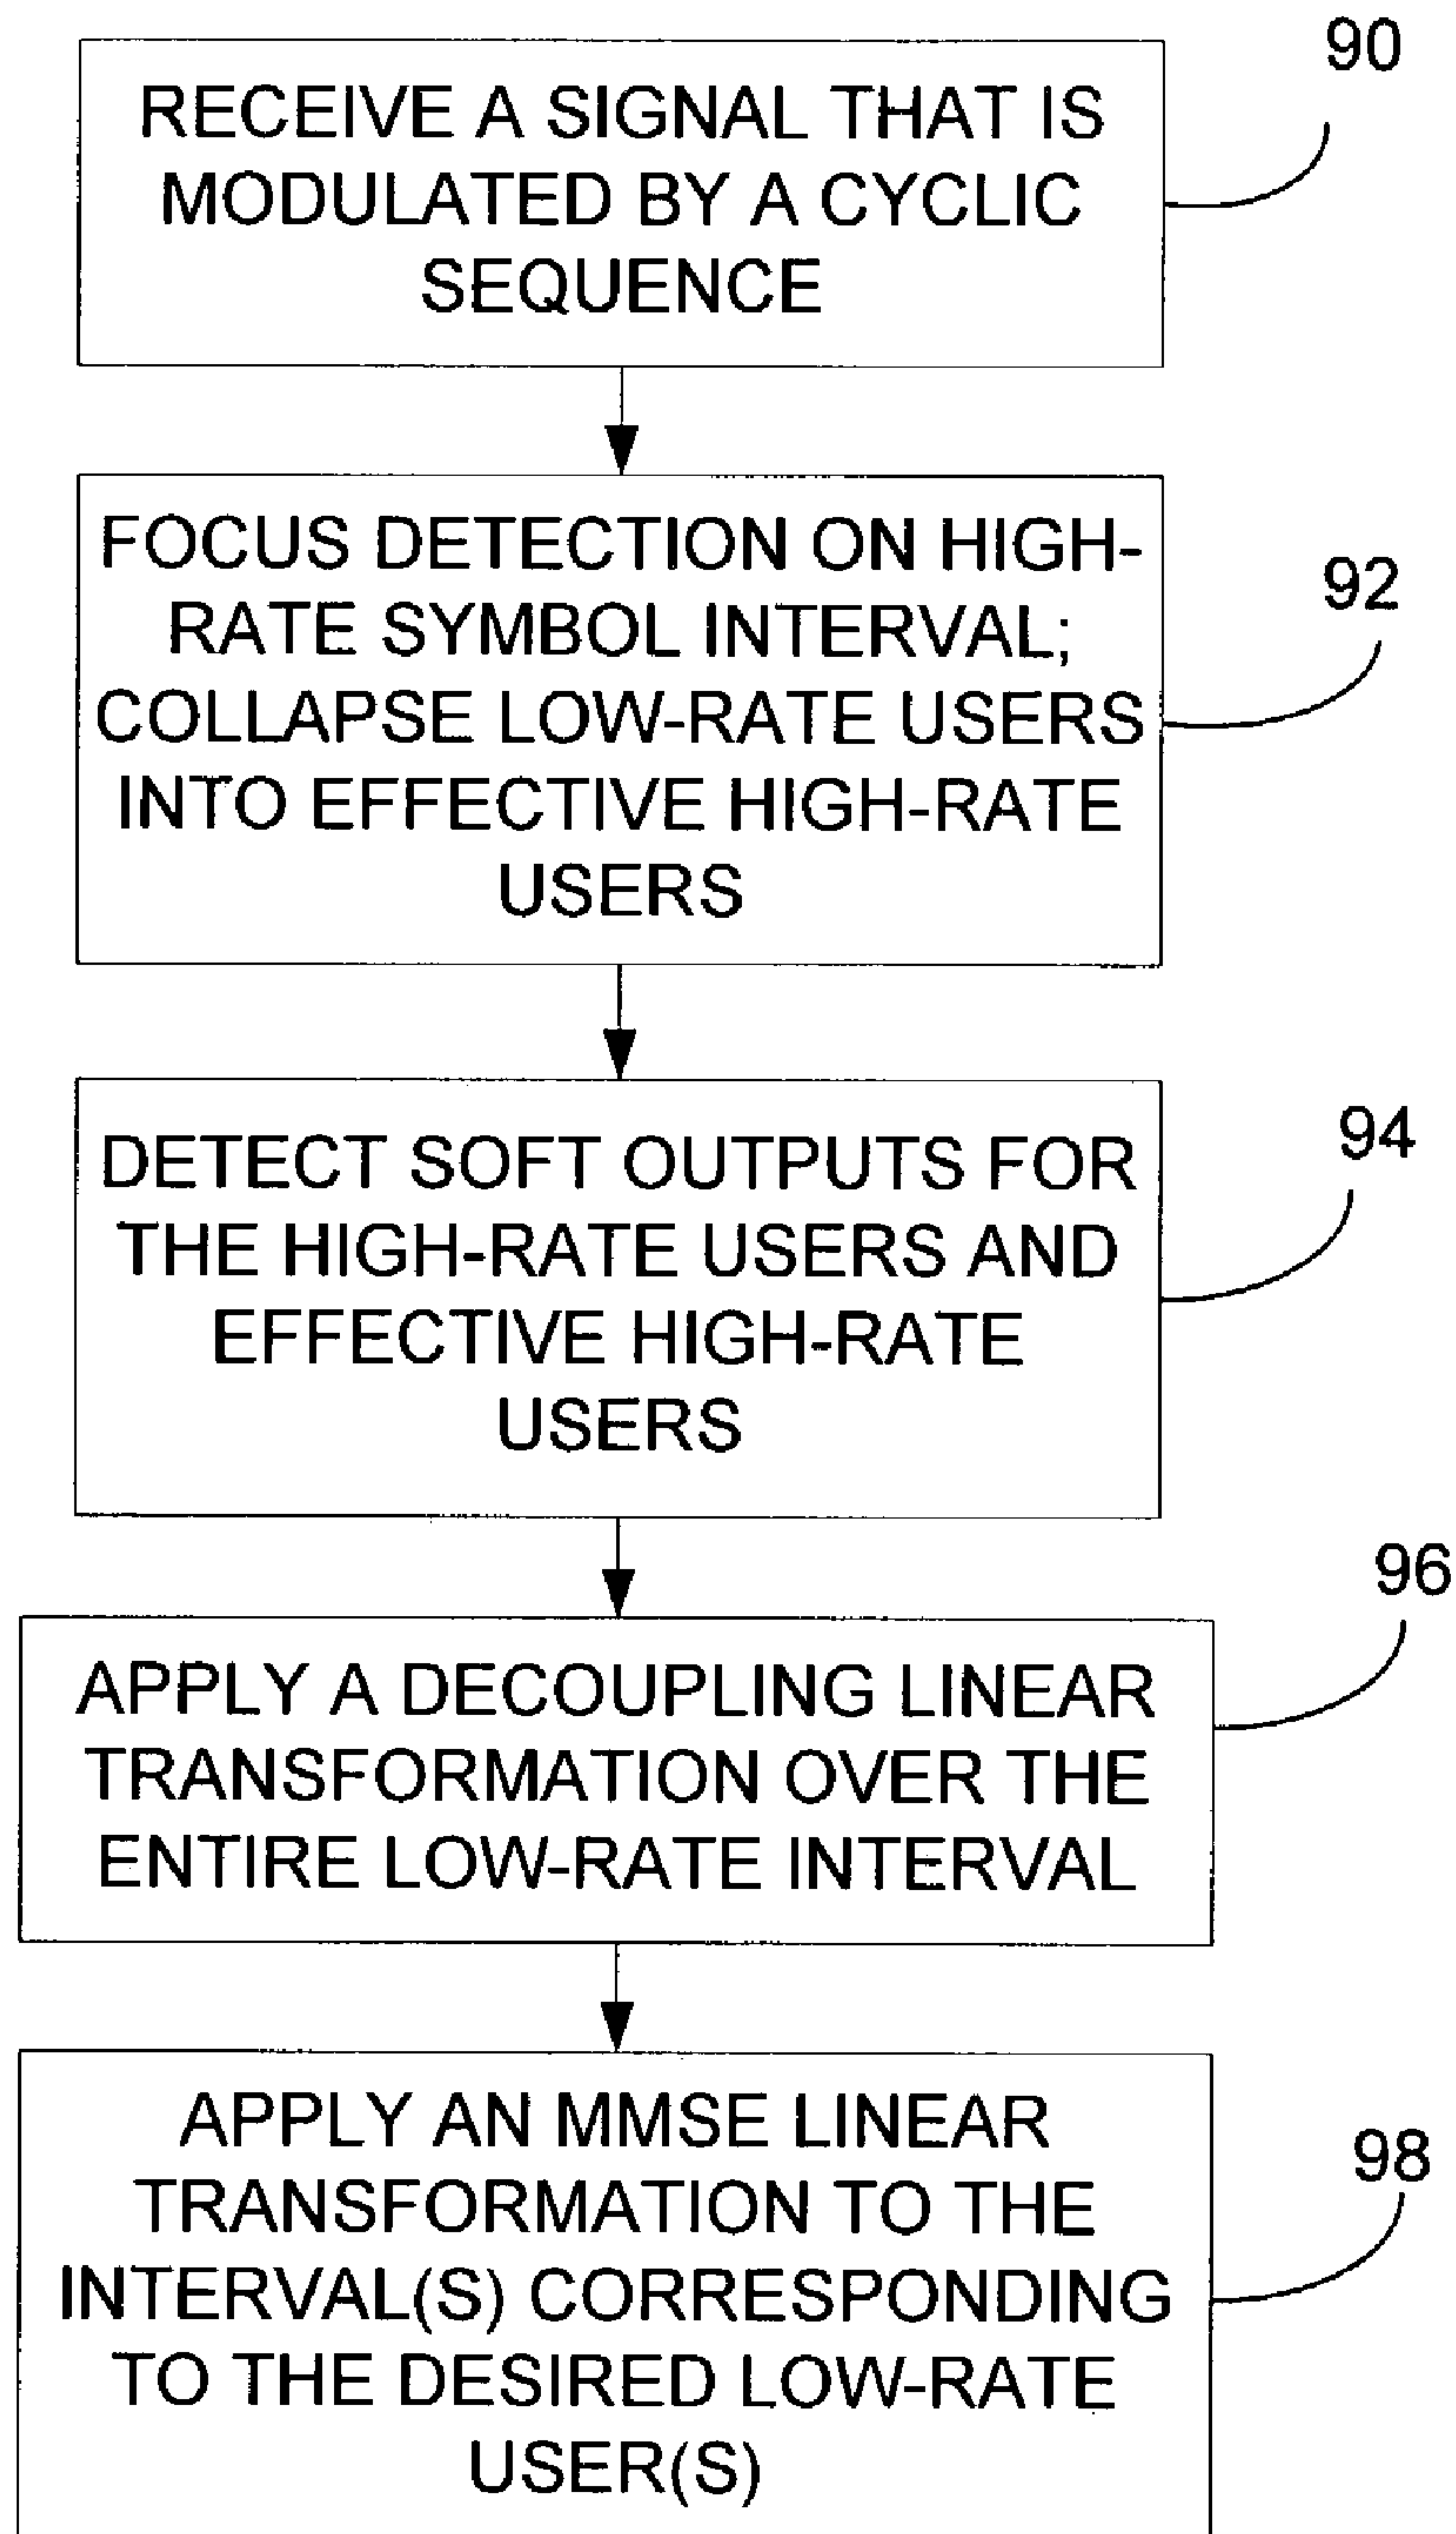 90
RECEIVE A SIGNAL THAT IS
MODULATED BY A CYCLIC
SEQUENCE
92
FOCUS DETECTION ON HIGH-
RATE SYMBOL INTERVAL;
COLLAPSE LOW-RATE USERS
INTO EFFECTIVE HIGH-RATE
USERS
94
DETECT SOFT OUTPUTS FOR
THE HIGH-RATE USERS AND
EFFECTIVE HIGH-RATE
USERS
96
APPLY A DECOUPLING LINEAR
TRANSFORMATION OVER THE
ENTIRE LOW-RATE INTERVAL
98
APPLY AN MMSE LINEAR
TRANSFORMATION TO THE
INTERVAL(S) CORRESPONDING
TO THE DESIRED LOW-RATE
USER(S)